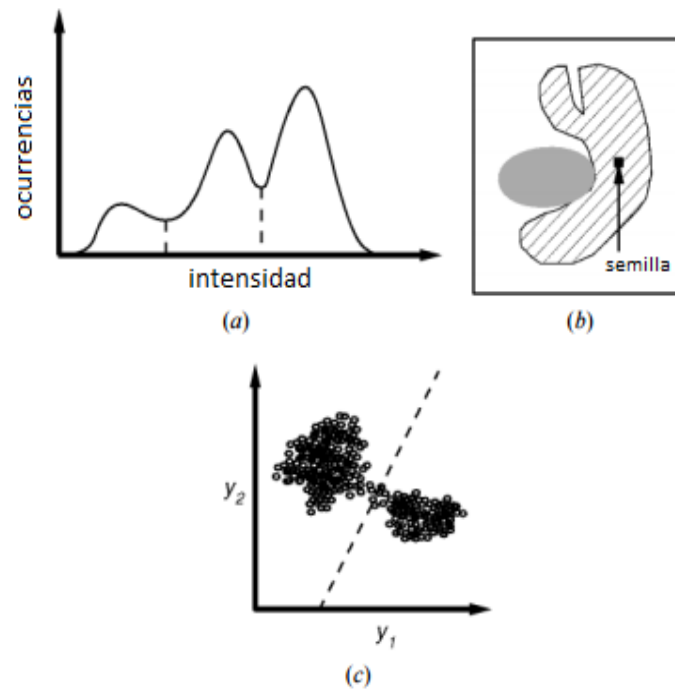 ocurrencias
intensidad
(a)
semilla
(b)
y₂
y₁
(c)